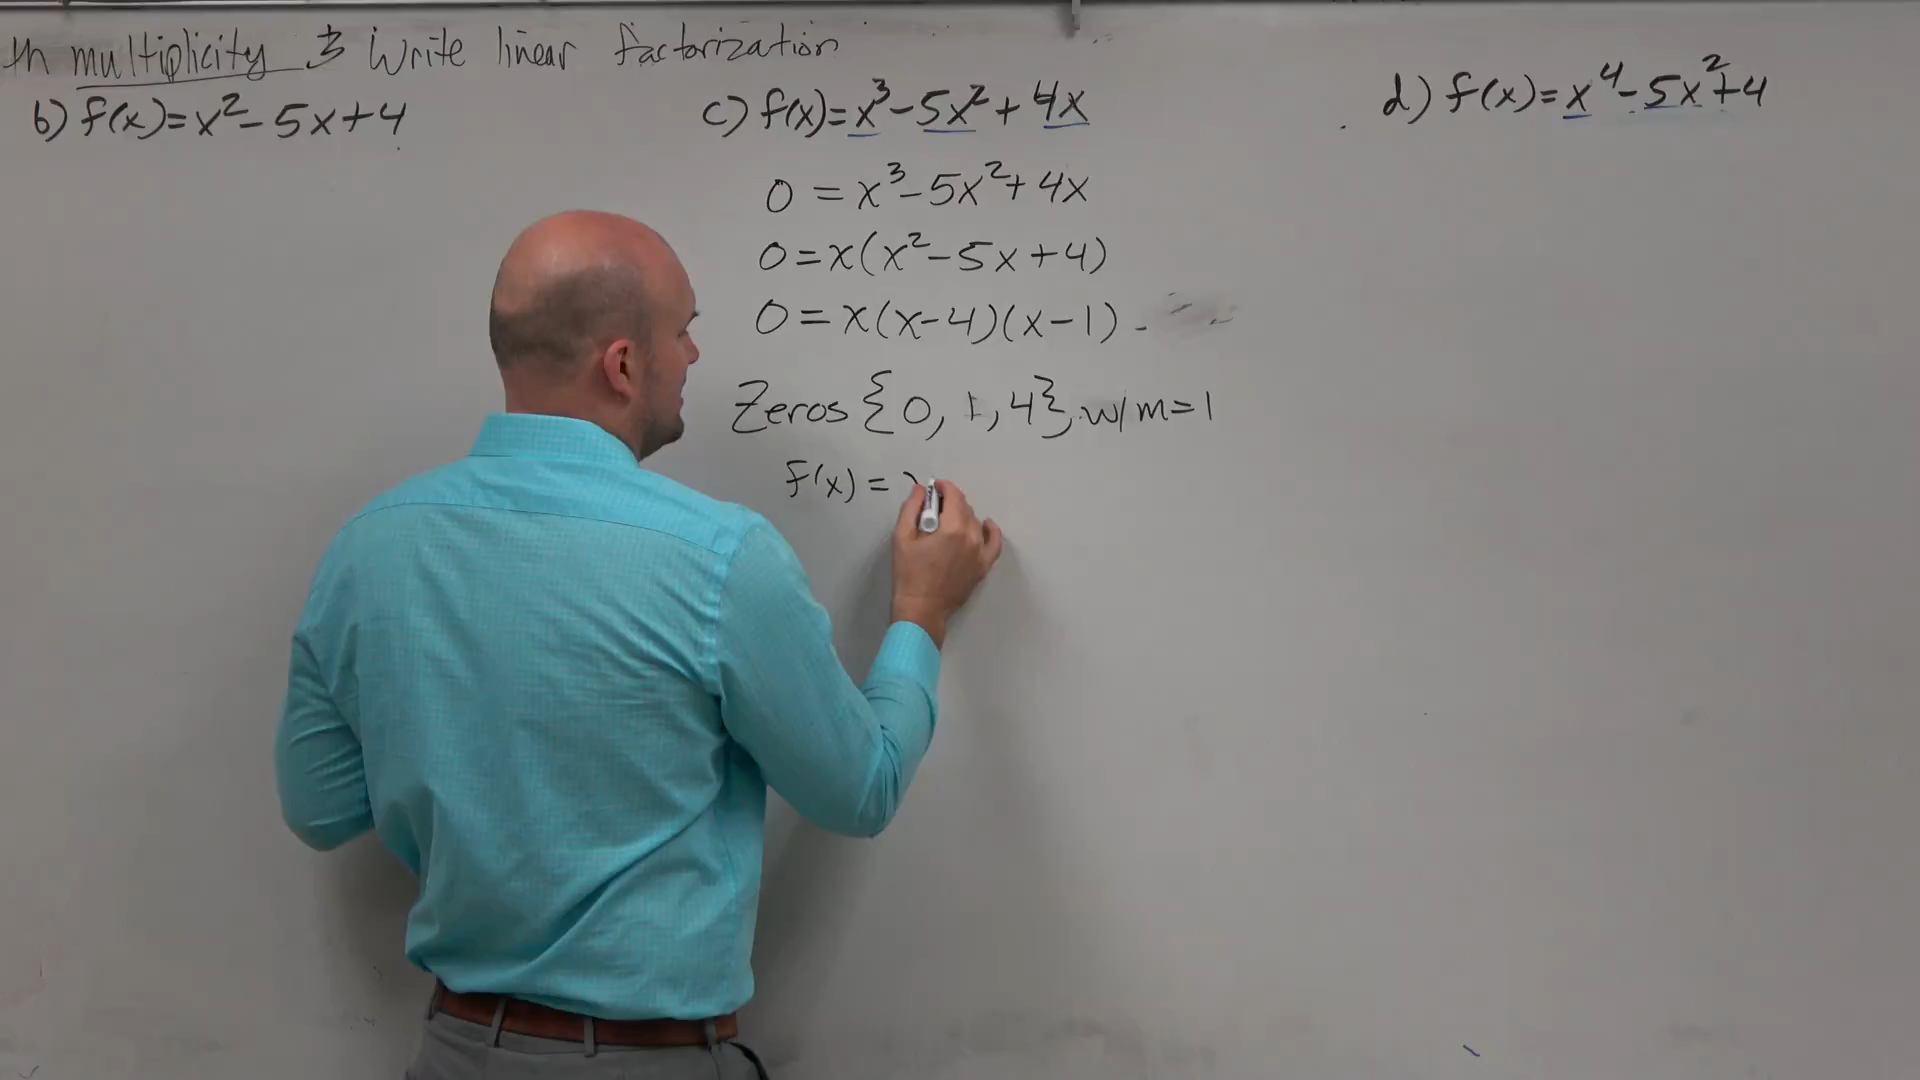 th multiplicity & Write linear factorization
b) f(x)=x²-5x+4
c) f(x)=x³-5x²+4x
0=x³-5x²+4x
0=x(x²-5x+4)
0=x(x-4)(x-1)
Zeros {0, 1, 4}, w/ m=1
f(x)=
d) f(x)=x⁴-5x²+4